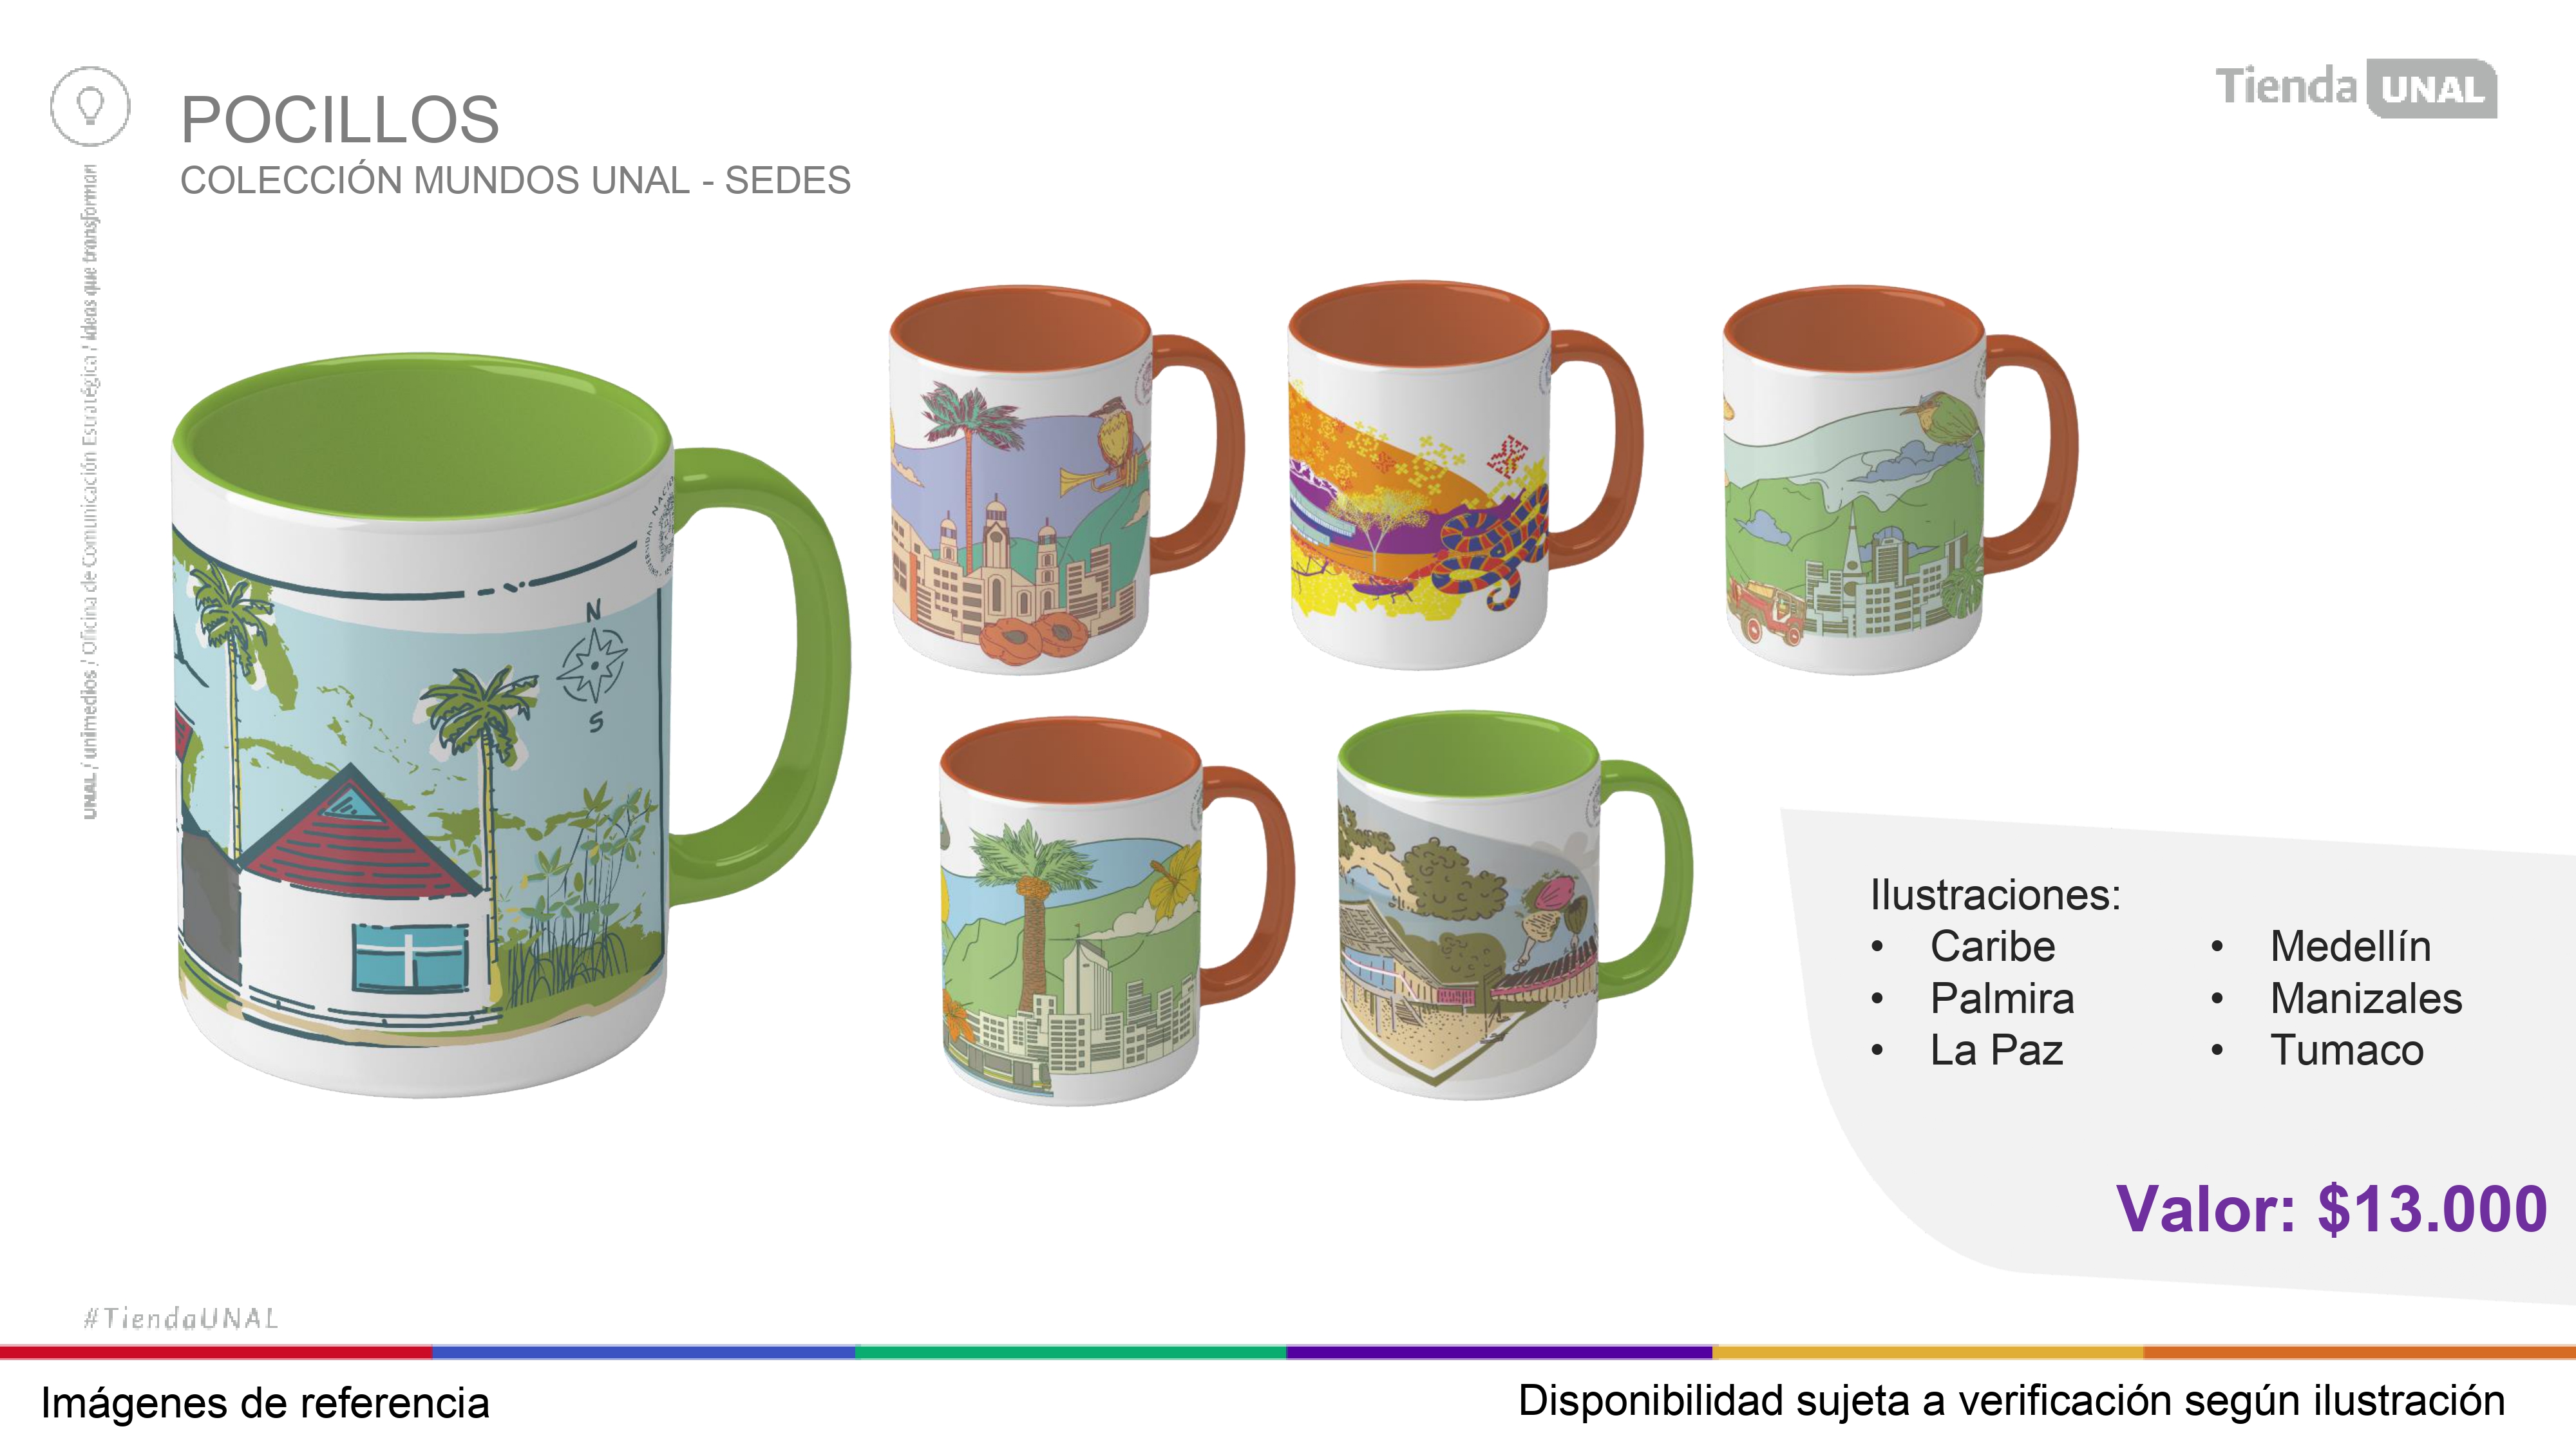 POCILLOS
COLECCIÓN MUNDOS UNAL - SEDES
Tienda UNAL
UNAL / unimedios / Oficina de Comunicación Estratégica / Ideas que transforman
N
S
Ilustraciones:
• Caribe
• Palmira
• La Paz
• Medellín
• Manizales
• Tumaco
Valor: $13.000
#TiendaUNAL
Imágenes de referencia
Disponibilidad sujeta a verificación según ilustración